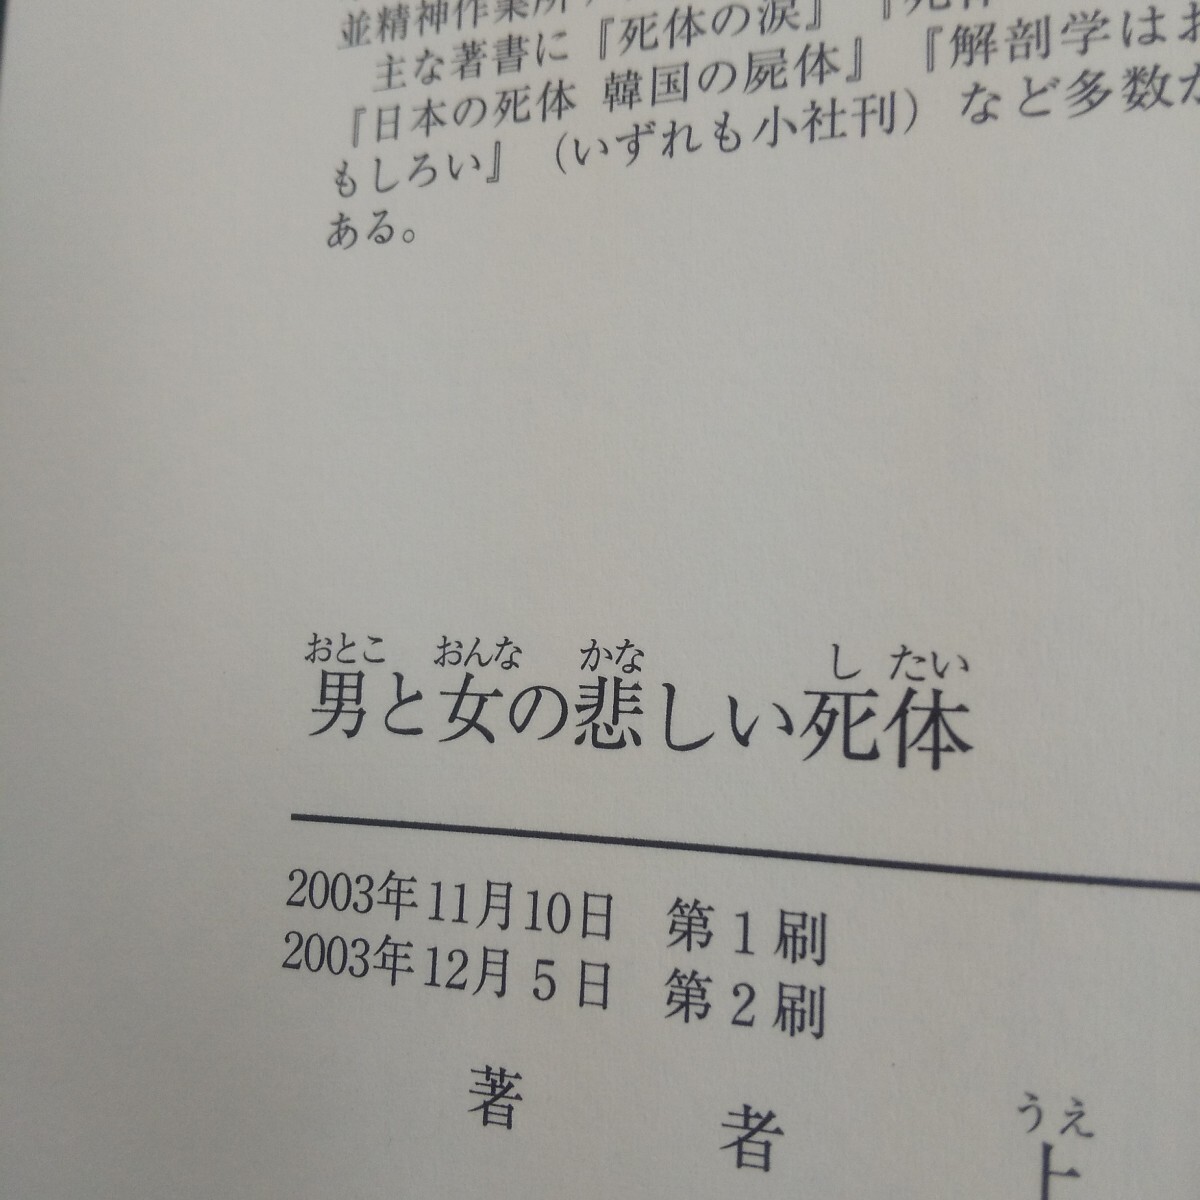 並精神作業所
主な著書に『死体の涙』『死体
『日本の死体 韓国の屍体』『解剖学はお
もしろい』（いずれも小社刊）など多数が
ある。
おとこ おんな かな し たい
男と女の悲しい死体
2003年11月10日 第1刷
2003年12月5日 第2刷
著 者 上
うえ